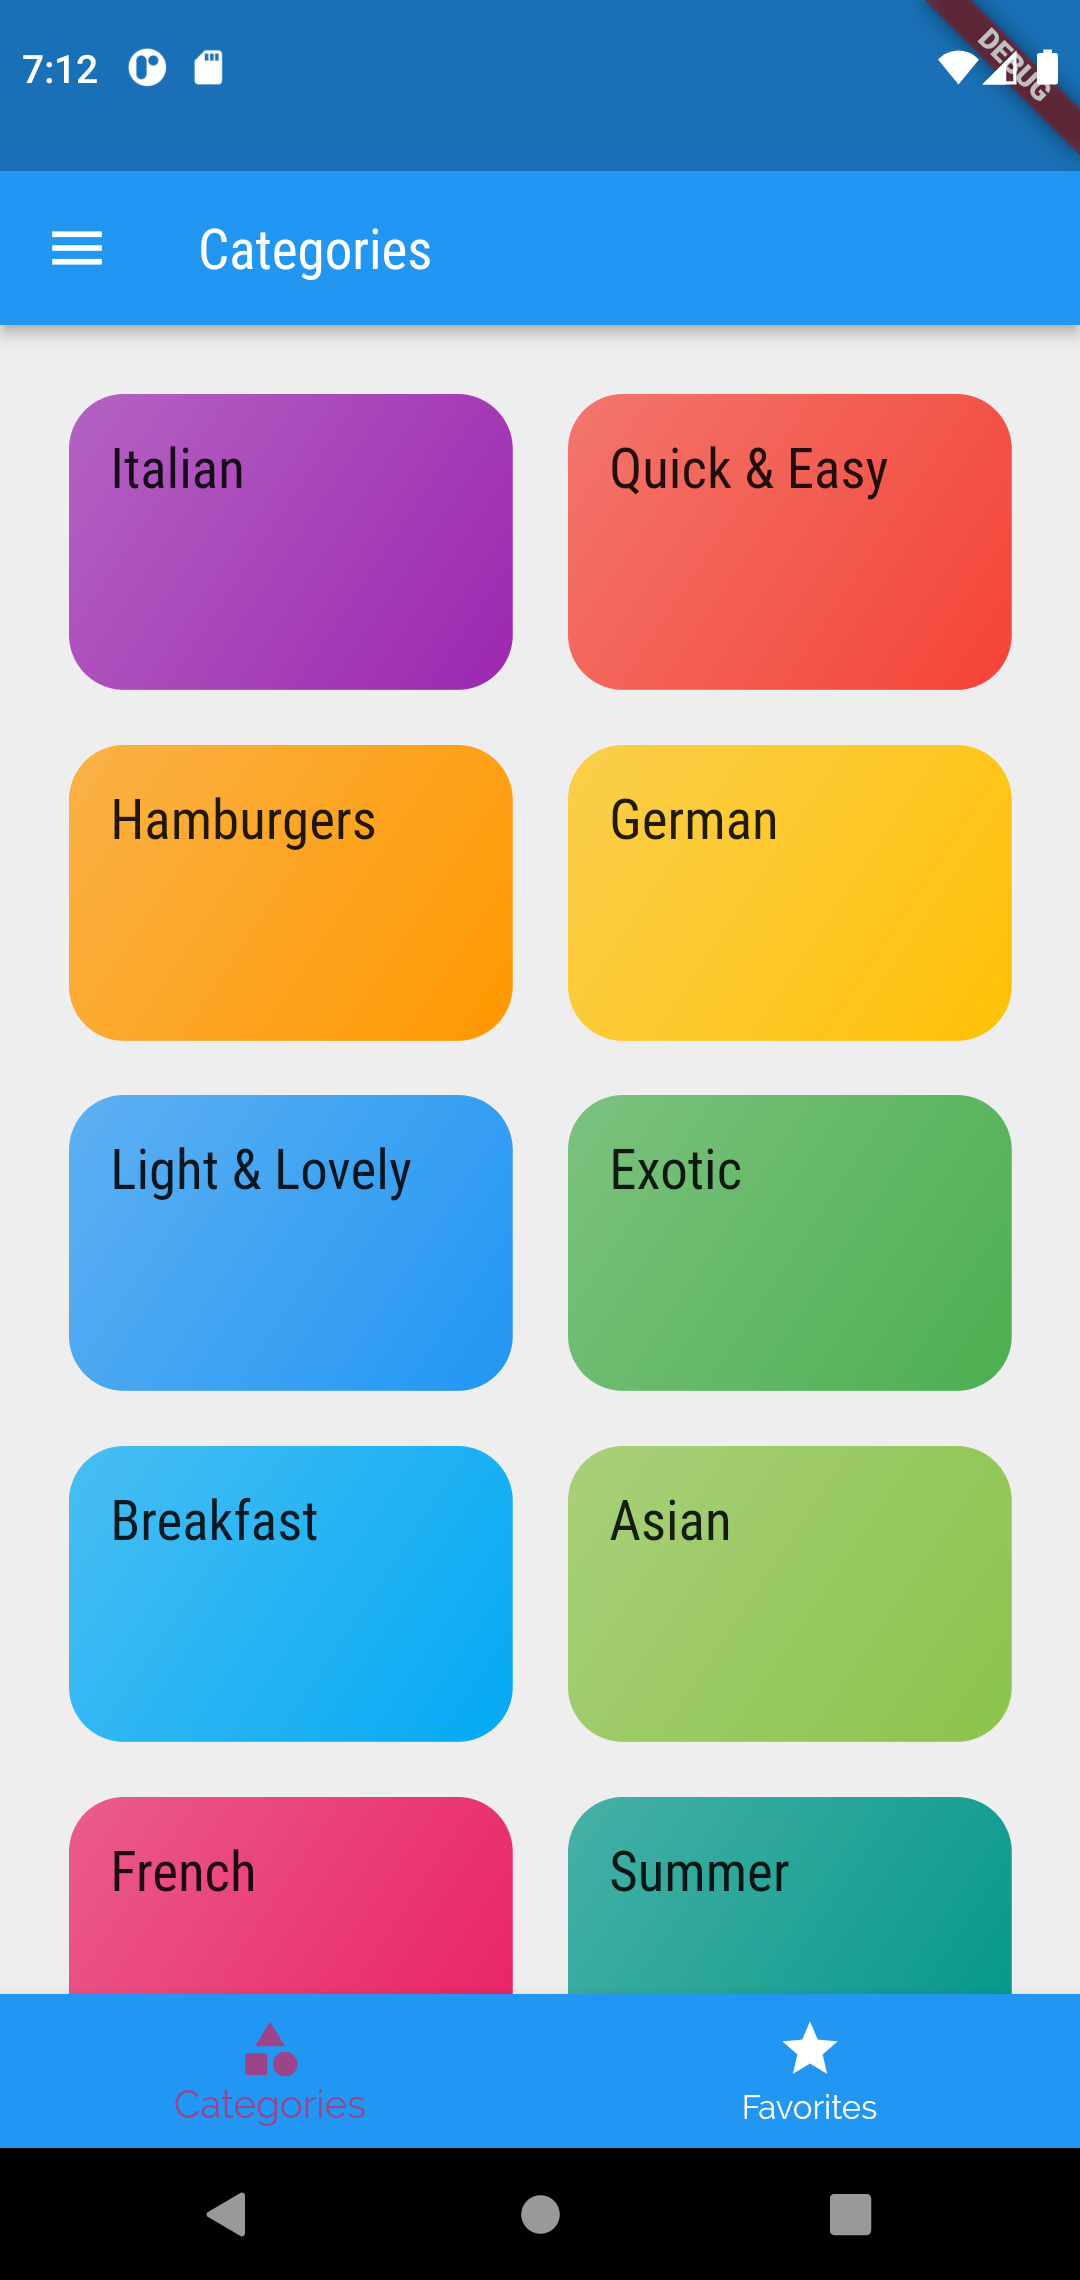 7:12
DEBUG
Categories
Italian
Quick & Easy
Hamburgers
German
Light & Lovely
Exotic
Breakfast
Asian
French
Summer
Categories
Favorites